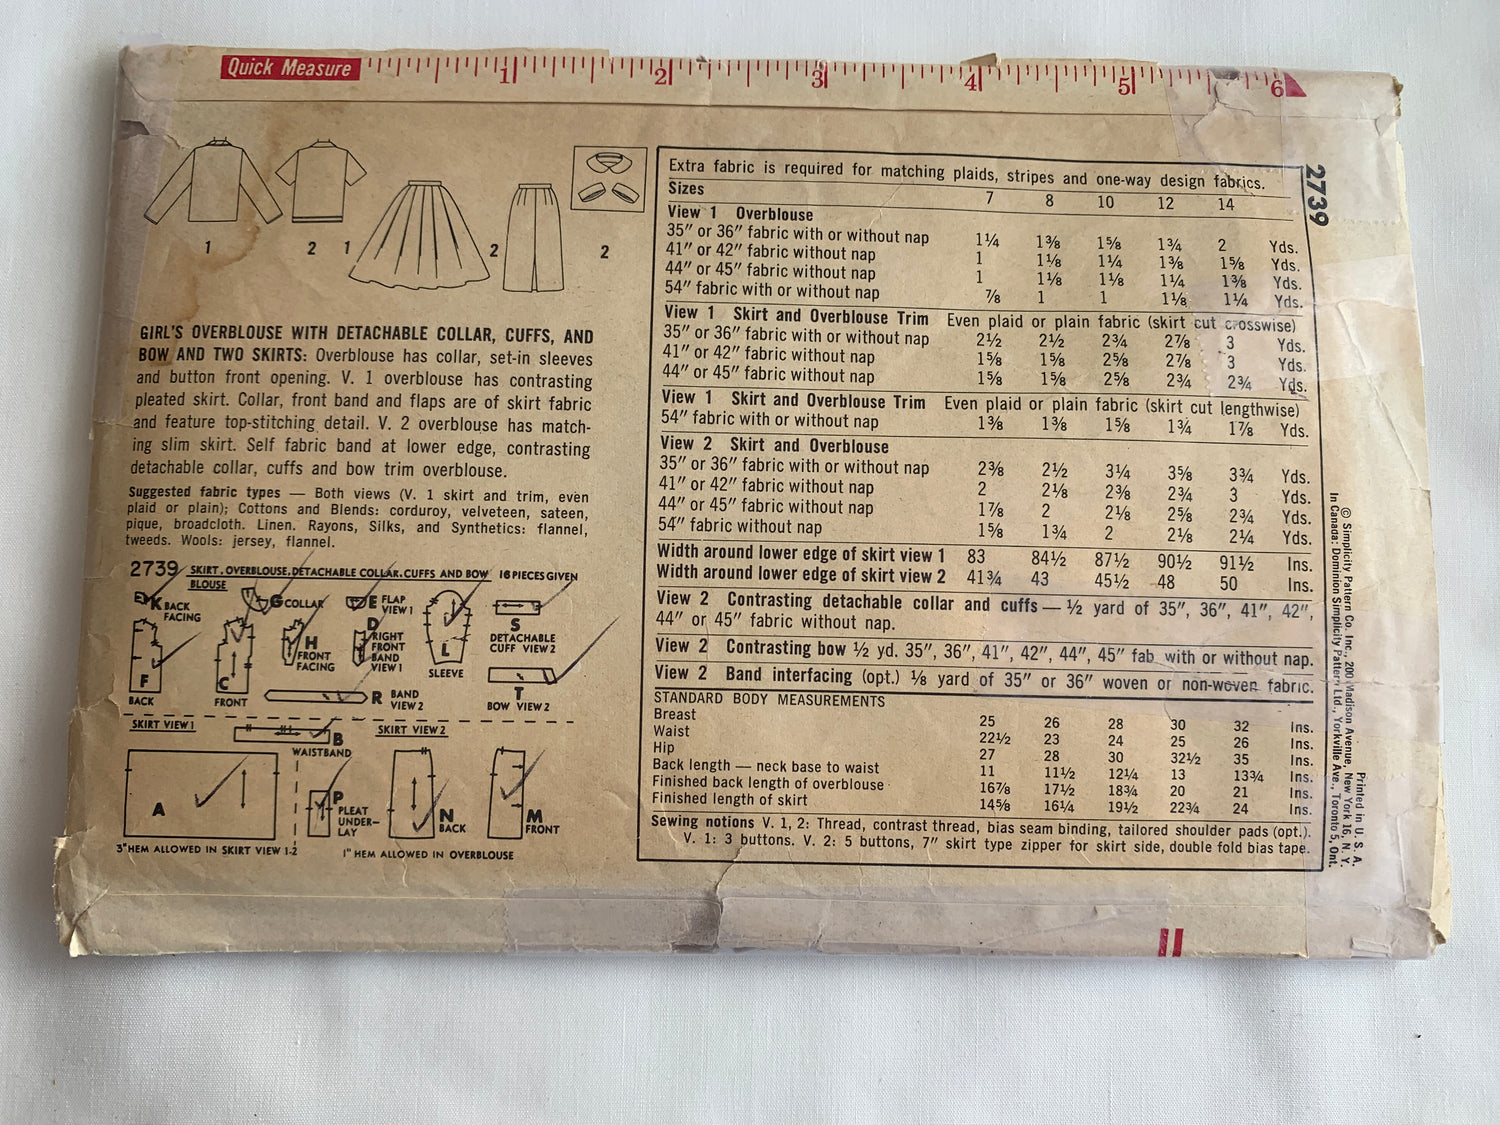 Quick Measure 1 2 3 4 5 6
1 2 1 2 2
GIRL'S OVERBLOUSE WITH DETACHABLE COLLAR, CUFFS, AND
BOW AND TWO SKIRTS: Overblouse has collar, set-in sleeves
and button front opening. V. 1 overblouse has contrasting
pleated skirt. Collar, front band and flaps are of skirt fabric
and feature top-stitching detail. V. 2 overblouse has match-
ing slim skirt. Self fabric band at lower edge, contrasting
detachable collar, cuffs and bow trim overblouse.
Suggested fabric types — Both views (V. 1 skirt and trim, even
plaid or plain); Cottons and Blends: corduroy, velveteen, sateen,
pique, broadcloth. Linen. Rayons, Silks, and Synthetics: flannel,
tweeds. Wools: jersey, flannel.
2739 SKIRT, OVERBLOUSE, DETACHABLE COLLAR, CUFFS AND BOW 16 PIECES GIVEN
BLOUSE
K BACK
FACING
G COLLAR
E FLAP
VIEW 1
D
RIGHT
FRONT
BAND
VIEW 1
H
FRONT
FACING
L
SLEEVE
S
DETACHABLE
CUFF VIEW 2
F
BACK
C
FRONT
R BAND
VIEW 2
T
BOW VIEW 2
SKIRT VIEW 1
B
WAISTBAND
SKIRT VIEW 2
A
P
PLEAT
UNDER-
LAY
N
BACK
M
FRONT
3" HEM ALLOWED IN SKIRT VIEW 1-2
1" HEM ALLOWED IN OVERBLOUSE
Extra fabric is required for matching plaids, stripes and one-way design fabrics.
Sizes 7 8 10 12 14
View 1 Overblouse
35" or 36" fabric with or without nap 1¼ 1⅜ 1⅝ 1¾ 2 Yds.
41" or 42" fabric without nap 1 1⅛ 1¼ 1⅜ 1⅝ Yds.
44" or 45" fabric without nap 1 1⅛ 1⅛ 1¼ 1⅜ Yds.
54" fabric with or without nap ⅞ 1 1 1⅛ 1¼ Yds.
View 1 Skirt and Overblouse Trim Even plaid or plain fabric (skirt cut crosswise)
35" or 36" fabric with or without nap 2½ 2½ 2¾ 2⅞ 3 Yds.
41" or 42" fabric without nap 1⅝ 1⅝ 2⅝ 2⅞ 3 Yds.
44" or 45" fabric without nap 1⅝ 1⅝ 2⅝ 2¾ 2¾ Yds.
View 1 Skirt and Overblouse Trim Even plaid or plain fabric (skirt cut lengthwise)
54" fabric with or without nap 1⅜ 1⅜ 1⅝ 1¾ 1⅞ Yds.
View 2 Skirt and Overblouse
35" or 36" fabric with or without nap 2⅜ 2½ 3¼ 3⅝ 3¾ Yds.
41" or 42" fabric without nap 2 2⅛ 2⅜ 2¾ 3 Yds.
44" or 45" fabric without nap 1⅞ 2 2⅛ 2⅝ 2¾ Yds.
54" fabric without nap 1⅝ 1¾ 2 2⅛ 2¼ Yds.
Width around lower edge of skirt view 1 83 84½ 87½ 90½ 91½ Ins.
Width around lower edge of skirt view 2 41¾ 43 45½ 48 50 Ins.
View 2 Contrasting detachable collar and cuffs — ½ yard of 35", 36", 41", 42",
44" or 45" fabric without nap.
View 2 Contrasting bow ½ yd. 35", 36", 41", 42", 44", 45" fab with or without nap.
View 2 Band interfacing (opt.) ⅛ yard of 35" or 36" woven or non-woven fabric.
STANDARD BODY MEASUREMENTS
Breast 25 26 28 30 32 Ins.
Waist 22½ 23 24 25 26 Ins.
Hip 27 28 30 32½ 35 Ins.
Back length — neck base to waist 11 11½ 12¼ 13 13¾ Ins.
Finished back length of overblouse 16⅞ 17½ 18¾ 20 21 Ins.
Finished length of skirt 14⅝ 16¼ 19½ 22¾ 24 Ins.
Sewing notions V. 1, 2: Thread, contrast thread, bias seam binding, tailored shoulder pads (opt.).
V. 1: 3 buttons. V. 2: 5 buttons, 7" skirt type zipper for skirt side, double fold bias tape.
2739
© Simplicity Pattern Co. Inc., 200 Madison Avenue, New York 16, N. Y.
In Canada: Dominion Simplicity Pattern Ltd., Yorkville Ave., Toronto 5, Ont.
Printed in U. S. A.